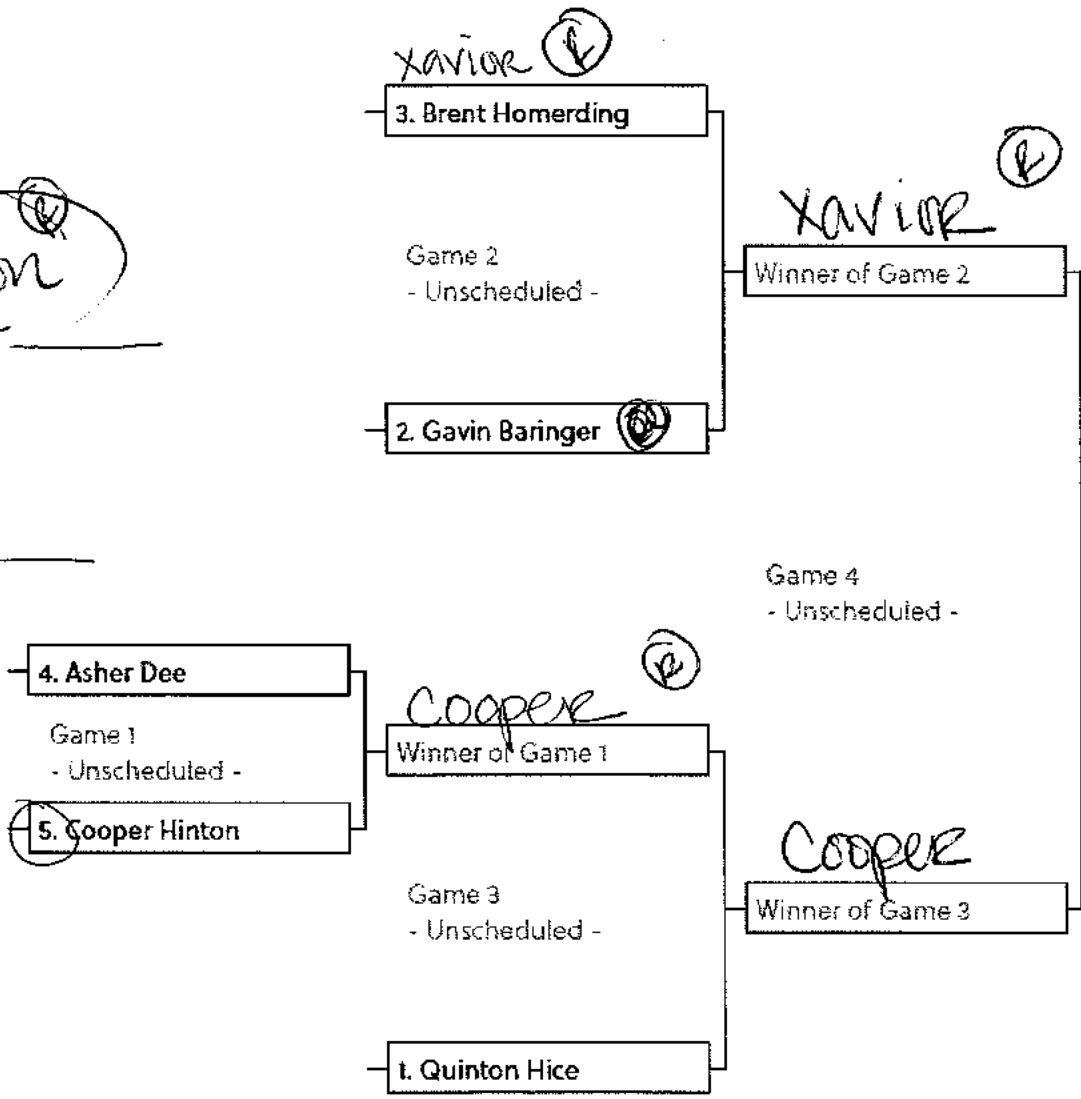 Xavior R
3. Brent Homerding
R
Xavior
R
on
Game 2
- Unscheduled -
Winner of Game 2
2. Gavin Baringer
Game 4
- Unscheduled -
4. Asher Dee
R
Cooper
Game 1
- Unscheduled -
Winner of Game 1
5. Cooper Hinton
Cooper
Game 3
- Unscheduled -
Winner of Game 3
1. Quinton Hice